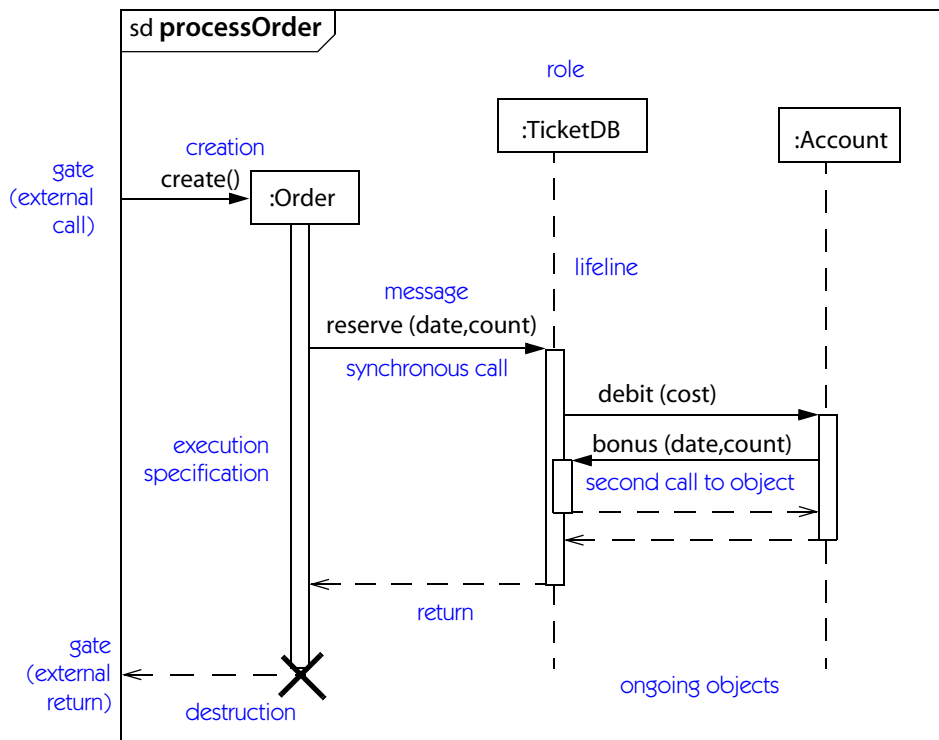 sd processOrder
role
:TicketDB
:Account
creation
create()
gate
(external
call)
:Order
lifeline
message
reserve (date,count)
synchronous call
debit (cost)
execution
specification
bonus (date,count)
second call to object
return
gate
(external
return)
destruction
ongoing objects